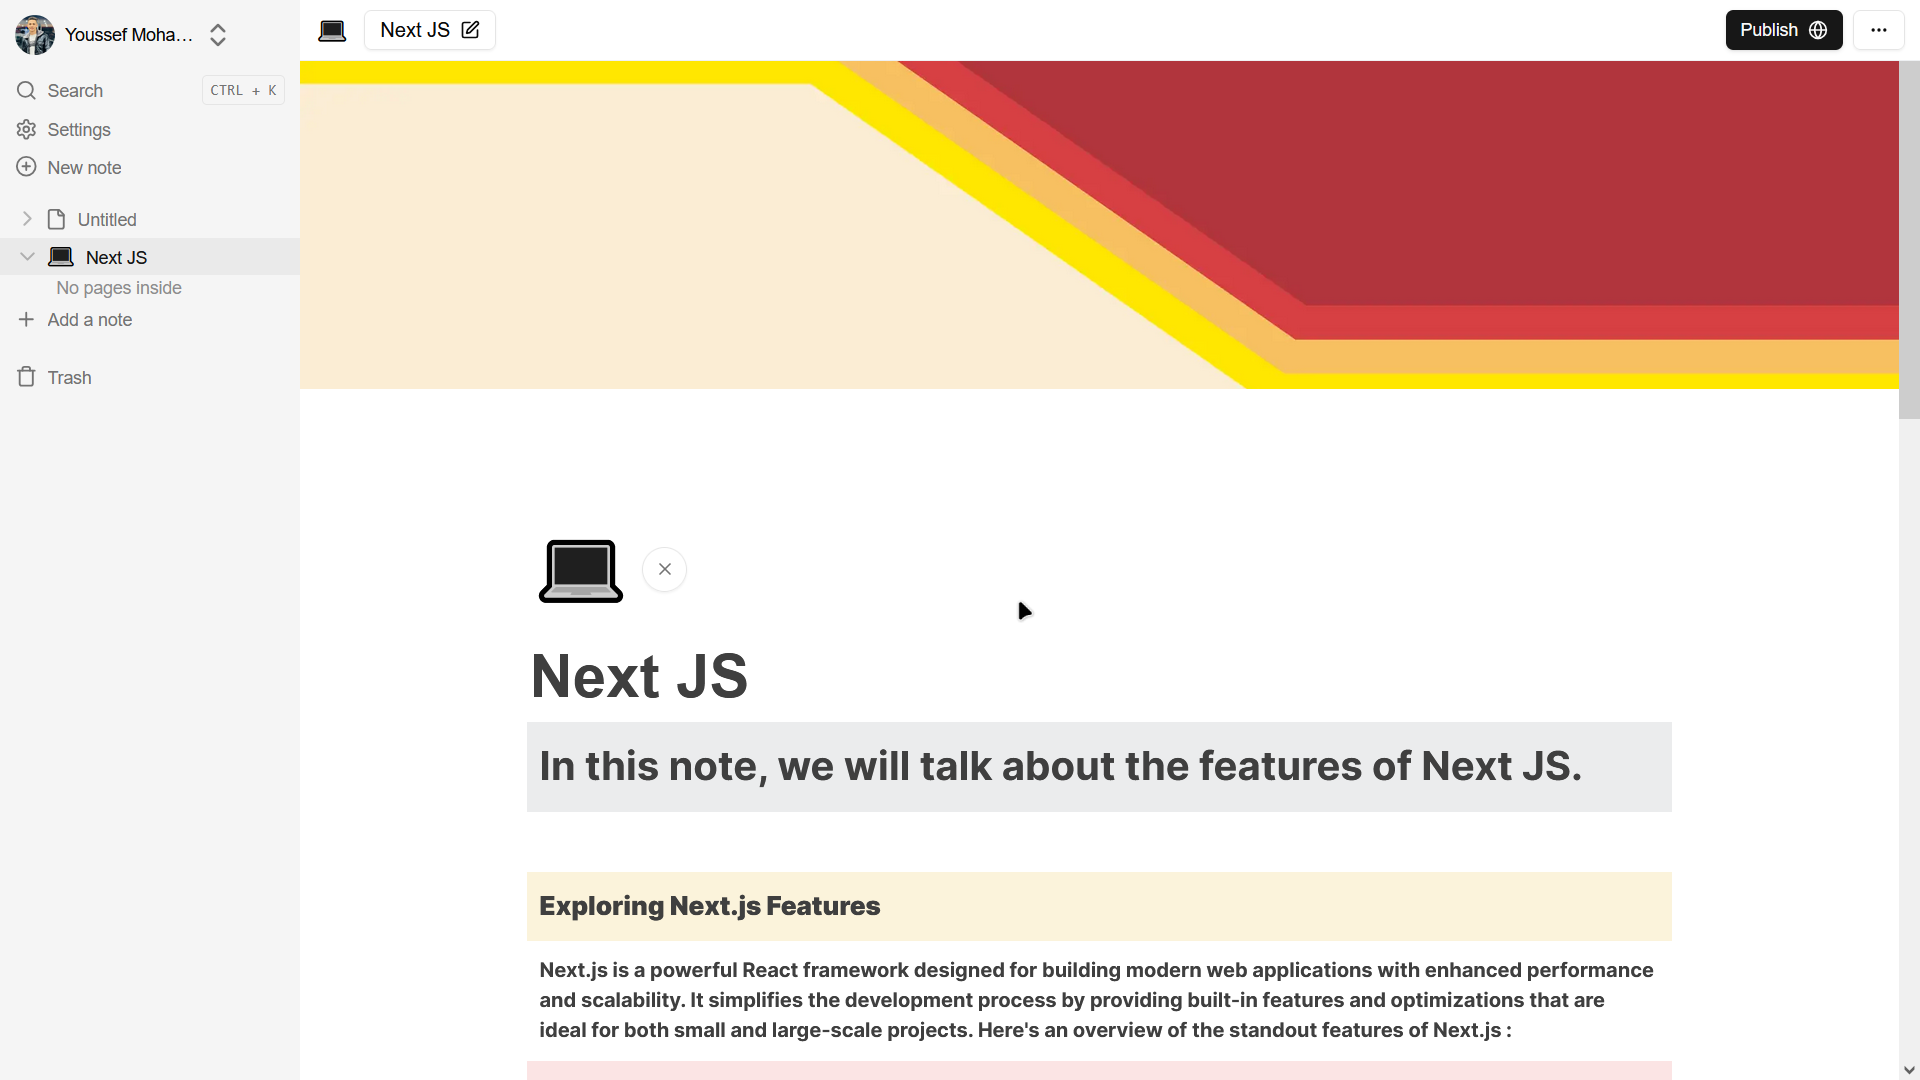 Youssef Moha...
Search
CTRL + K
Settings
New note
Untitled
Next JS
No pages inside
Add a note
Trash
Next JS
Publish
Next JS
In this note, we will talk about the features of Next JS.
Exploring Next.js Features
Next.js is a powerful React framework designed for building modern web applications with enhanced performance
and scalability. It simplifies the development process by providing built-in features and optimizations that are
ideal for both small and large-scale projects. Here's an overview of the standout features of Next.js :